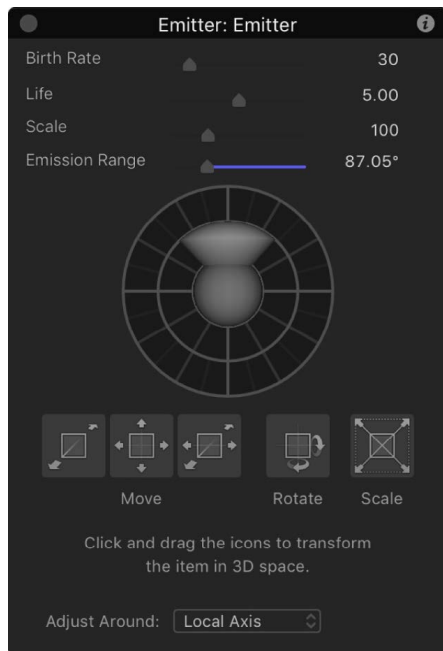 Emitter: Emitter
Birth Rate 30
Life 5.00
Scale 100
Emission Range 87.05°
Move Rotate Scale
Click and drag the icons to transform
the item in 3D space.
Adjust Around: Local Axis